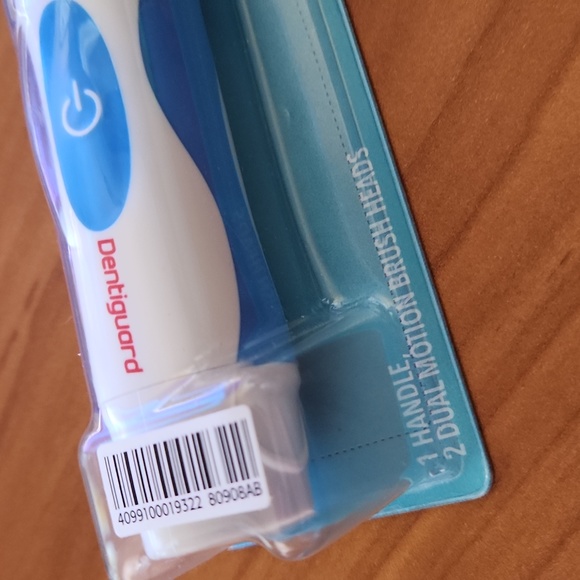 Dentiguard
1 HANDLE,
2 DUAL MOTION BRUSH HEADS
4099100019322 80908AB